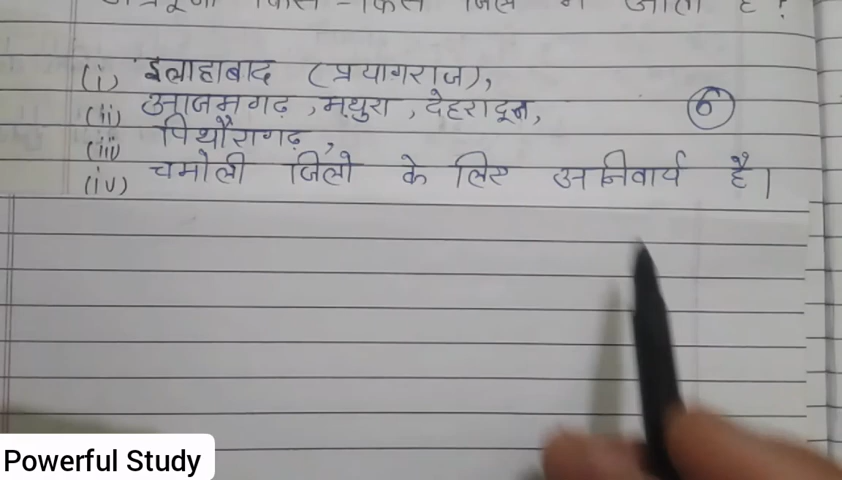 किस - किस जिले में जाता है?
(i) इलाहाबाद (प्रयागराज),
(ii) आजमगढ़, मथुरा, देहरादून,
6
(iii) पिथौरागढ़,
(iv) चमोली जिलो के लिए अनिवार्य है।
Powerful Study